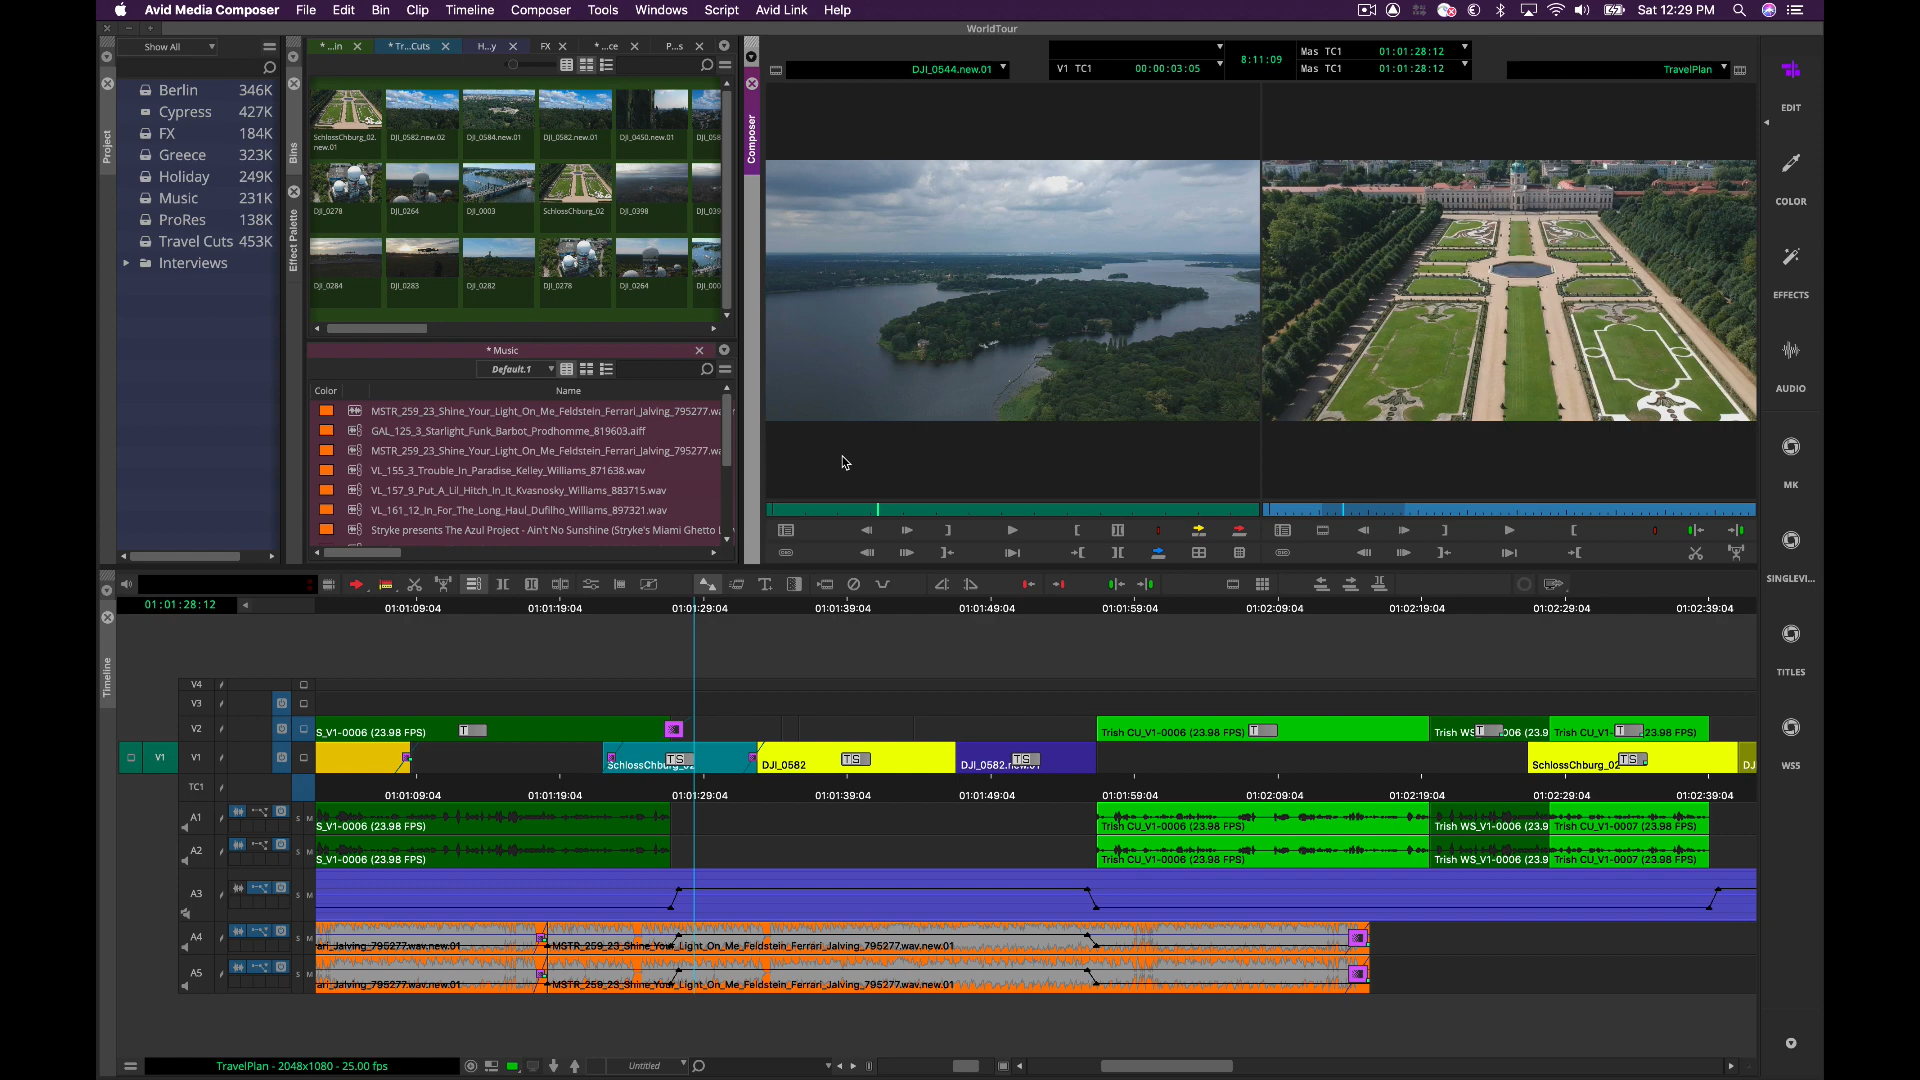 Avid Media Composer File Edit Bin Clip Timeline Composer Tools Windows Script Avid Link Help Sat 12:29 PM
WorldTour
Show All
* ...in * Tr...Cuts H...y FX * ...ce P...s
DJI_0544.new.01
V1 TC1 00:00:03:05
8:11:09
Mas TC1 01:01:28:12
Mas TC1 01:01:28:12
TravelPlan
Project
Berlin 346K
Cypress 427K
FX 184K
Greece 323K
Holiday 249K
Music 231K
ProRes 138K
Travel Cuts 453K
Interviews
Bins
Effect Palette
SchlossChburg_02.new.01 DJI_0582.new.02 DJI_0584.new.01 DJI_0582.new.01 DJI_0450.new.01 DJI_058
DJI_0278 DJI_0264 DJI_0003 SchlossChburg_02 DJI_0398 DJI_039
DJI_0284 DJI_0283 DJI_0282 DJI_0278 DJI_0264 DJI_000
* Music
Default.1
Color Name
MSTR_259_23_Shine_Your_Light_On_Me_Feldstein_Ferrari_Jalving_795277.wa
GAL_125_3_Starlight_Funk_Barbot_Prodhomme_819603.aiff
MSTR_259_23_Shine_Your_Light_On_Me_Feldstein_Ferrari_Jalving_795277.wa
VL_155_3_Trouble_In_Paradise_Kelley_Williams_871638.wav
VL_157_9_Put_A_Lil_Hitch_In_It_Kvasnosky_Williams_883715.wav
VL_161_12_In_For_The_Long_Haul_Dufilho_Williams_897321.wav
Stryke presents The Azul Project - Ain't No Sunshine (Stryke's Miami Ghetto
Composer
EDIT
COLOR
EFFECTS
AUDIO
MK
SINGLEVI...
TITLES
WSS
Timeline
01:01:28:12
01:01:09:04 01:01:19:04 01:01:29:04 01:01:39:04 01:01:49:04 01:01:59:04 01:02:09:04 01:02:19:04 01:02:29:04 01:02:39:04
V4
V3
V2 S_V1-0006 (23.98 FPS) T Trish CU_V1-0006 (23.98 FPS) T Trish WS T 006 (23.9 Trish CU_V1- T (23.98 FPS)
V1 V1 SchlossChburg_02 TS DJI_0582 TS DJI_0582.new.01 TS SchlossChburg_02 TS DJ
TC1 01:01:09:04 01:01:19:04 01:01:29:04 01:01:39:04 01:01:49:04 01:01:59:04 01:02:09:04 01:02:19:04 01:02:29:04 01:02:39:04
A1 S M S_V1-0006 (23.98 FPS) Trish CU_V1-0006 (23.98 FPS) Trish WS_V1-0006 (23.9 Trish CU_V1-0007 (23.98 FPS)
A2 S M S_V1-0006 (23.98 FPS) Trish CU_V1-0006 (23.98 FPS) Trish WS_V1-0006 (23.9 Trish CU_V1-0007 (23.98 FPS)
A3 S M
A4 S M ari_Jalving_795277.wav.new.01 MSTR_259_23_Shine_Your_Light_On_Me_Feldstein_Ferrari_Jalving_795277.wav.new.01
A5 S M ari_Jalving_795277.wav.new.01 MSTR_259_23_Shine_Your_Light_On_Me_Feldstein_Ferrari_Jalving_795277.wav.new.01
TravelPlan - 2048x1080 - 25.00 fps
Untitled